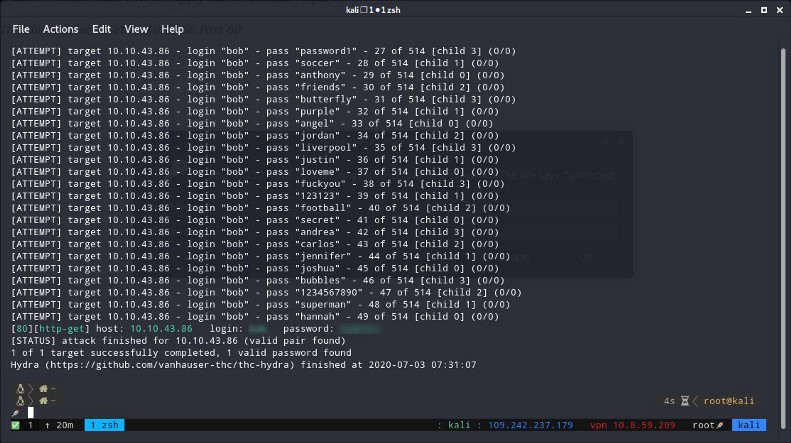 kali 1 1 zsh
File Actions Edit View Help
[ATTEMPT] target 10.10.43.86 - login "bob" - pass "password1" - 27 of 514 [child 3] (0/0)
[ATTEMPT] target 10.10.43.86 - login "bob" - pass "soccer" - 28 of 514 [child 1] (0/0)
[ATTEMPT] target 10.10.43.86 - login "bob" - pass "anthony" - 29 of 514 [child 0] (0/0)
[ATTEMPT] target 10.10.43.86 - login "bob" - pass "friends" - 30 of 514 [child 2] (0/0)
[ATTEMPT] target 10.10.43.86 - login "bob" - pass "butterfly" - 31 of 514 [child 3] (0/0)
[ATTEMPT] target 10.10.43.86 - login "bob" - pass "purple" - 32 of 514 [child 1] (0/0)
[ATTEMPT] target 10.10.43.86 - login "bob" - pass "angel" - 33 of 514 [child 0] (0/0)
[ATTEMPT] target 10.10.43.86 - login "bob" - pass "jordan" - 34 of 514 [child 2] (0/0)
[ATTEMPT] target 10.10.43.86 - login "bob" - pass "liverpool" - 35 of 514 [child 3] (0/0)
[ATTEMPT] target 10.10.43.86 - login "bob" - pass "justin" - 36 of 514 [child 1] (0/0)
[ATTEMPT] target 10.10.43.86 - login "bob" - pass "loveme" - 37 of 514 [child 0] (0/0)
[ATTEMPT] target 10.10.43.86 - login "bob" - pass "fuckyou" - 38 of 514 [child 3] (0/0)
[ATTEMPT] target 10.10.43.86 - login "bob" - pass "123123" - 39 of 514 [child 1] (0/0)
[ATTEMPT] target 10.10.43.86 - login "bob" - pass "football" - 40 of 514 [child 2] (0/0)
[ATTEMPT] target 10.10.43.86 - login "bob" - pass "secret" - 41 of 514 [child 0] (0/0)
[ATTEMPT] target 10.10.43.86 - login "bob" - pass "andrea" - 42 of 514 [child 3] (0/0)
[ATTEMPT] target 10.10.43.86 - login "bob" - pass "carlos" - 43 of 514 [child 2] (0/0)
[ATTEMPT] target 10.10.43.86 - login "bob" - pass "jennifer" - 44 of 514 [child 1] (0/0)
[ATTEMPT] target 10.10.43.86 - login "bob" - pass "joshua" - 45 of 514 [child 0] (0/0)
[ATTEMPT] target 10.10.43.86 - login "bob" - pass "bubbles" - 46 of 514 [child 3] (0/0)
[ATTEMPT] target 10.10.43.86 - login "bob" - pass "1234567890" - 47 of 514 [child 2] (0/0)
[ATTEMPT] target 10.10.43.86 - login "bob" - pass "superman" - 48 of 514 [child 1] (0/0)
[ATTEMPT] target 10.10.43.86 - login "bob" - pass "hannah" - 49 of 514 [child 0] (0/0)
[80][http-get] host: 10.10.43.86 login: password:
[STATUS] attack finished for 10.10.43.86 (valid pair found)
1 of 1 target successfully completed, 1 valid password found
Hydra (https://github.com/vanhauser-thc/thc-hydra) finished at 2020-07-03 07:31:07
~
~ 4s root@kali
1 ↑ 20m 1 zsh : kali : 109.242.237.179 vpn 10.8.59.209 root kali